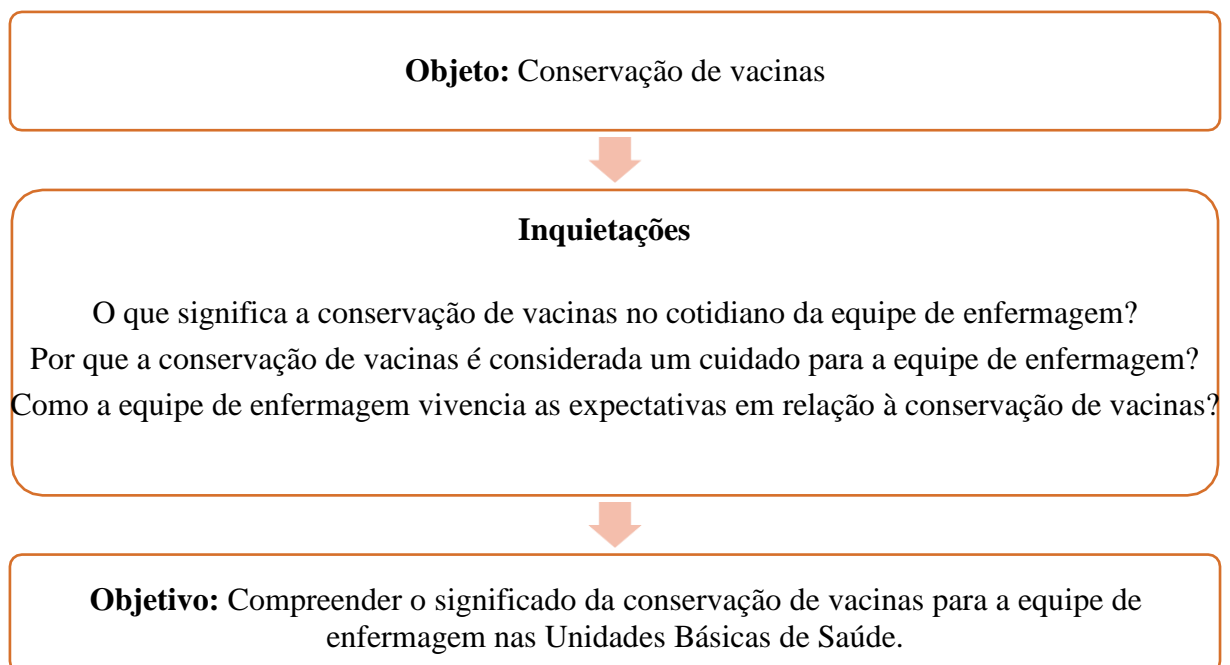 Objeto: Conservação de vacinas
Inquietações
O que significa a conservação de vacinas no cotidiano da equipe de enfermagem?
Por que a conservação de vacinas é considerada um cuidado para a equipe de enfermagem?
Como a equipe de enfermagem vivencia as expectativas em relação à conservação de vacinas?
Objetivo: Compreender o significado da conservação de vacinas para a equipe de
enfermagem nas Unidades Básicas de Saúde.